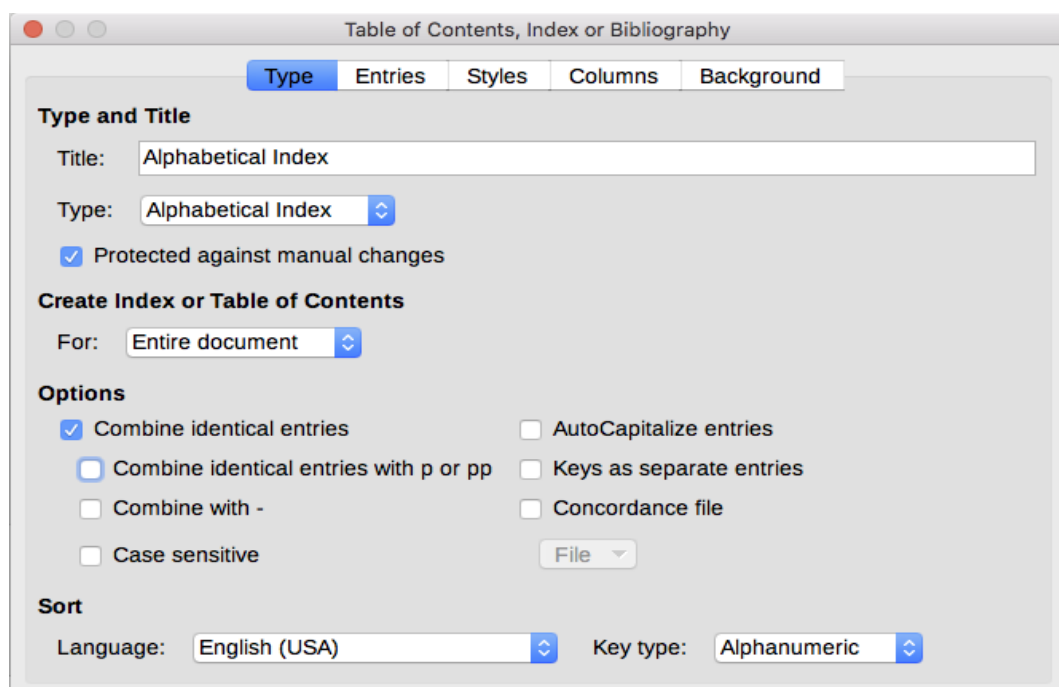 Table of Contents, Index or Bibliography
Type Entries Styles Columns Background
Type and Title
Title: Alphabetical Index
Type: Alphabetical Index
Protected against manual changes
Create Index or Table of Contents
For: Entire document
Options
Combine identical entries AutoCapitalize entries
Combine identical entries with p or pp Keys as separate entries
Combine with - Concordance file
Case sensitive File
Sort
Language: English (USA) Key type: Alphanumeric